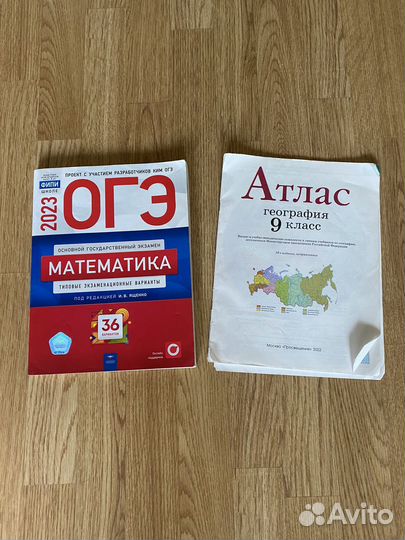 ПРОЕКТ С УЧАСТИЕМ РАЗРАБОТЧИКОВ КИМ ОГЭ
ФИПИ
ШКОЛЕ
2023
ОГЭ
ОСНОВНОЙ ГОСУДАРСТВЕННЫЙ ЭКЗАМЕН
МАТЕМАТИКА
ТИПОВЫЕ ЭКЗАМЕНАЦИОННЫЕ ВАРИАНТЫ
ПОД РЕДАКЦИЕЙ И. В. ЯЩЕНКО
36
ВАРИАНТОВ
Атлас
география
9 класс
Москва «Просвещение» 2022
Avito